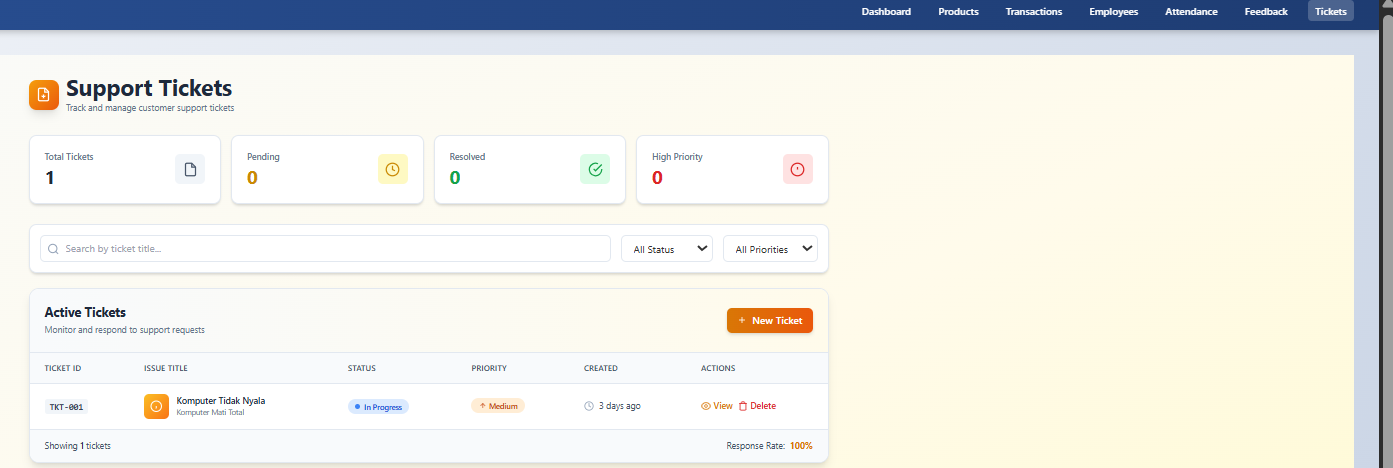 Dashboard Products Transactions Employees Attendance Feedback Tickets
Support Tickets
Track and manage customer support tickets
Total Tickets Pending Resolved High Priority
1 0 0 0
Search by ticket title... All Status All Priorities
Active Tickets
Monitor and respond to support requests
+ New Ticket
TICKET ID ISSUE TITLE STATUS PRIORITY CREATED ACTIONS
TKT-001 Komputer Tidak Nyala In Progress ↑ Medium 3 days ago View Delete
Komputer Mati Total
Showing 1 tickets Response Rate: 100%